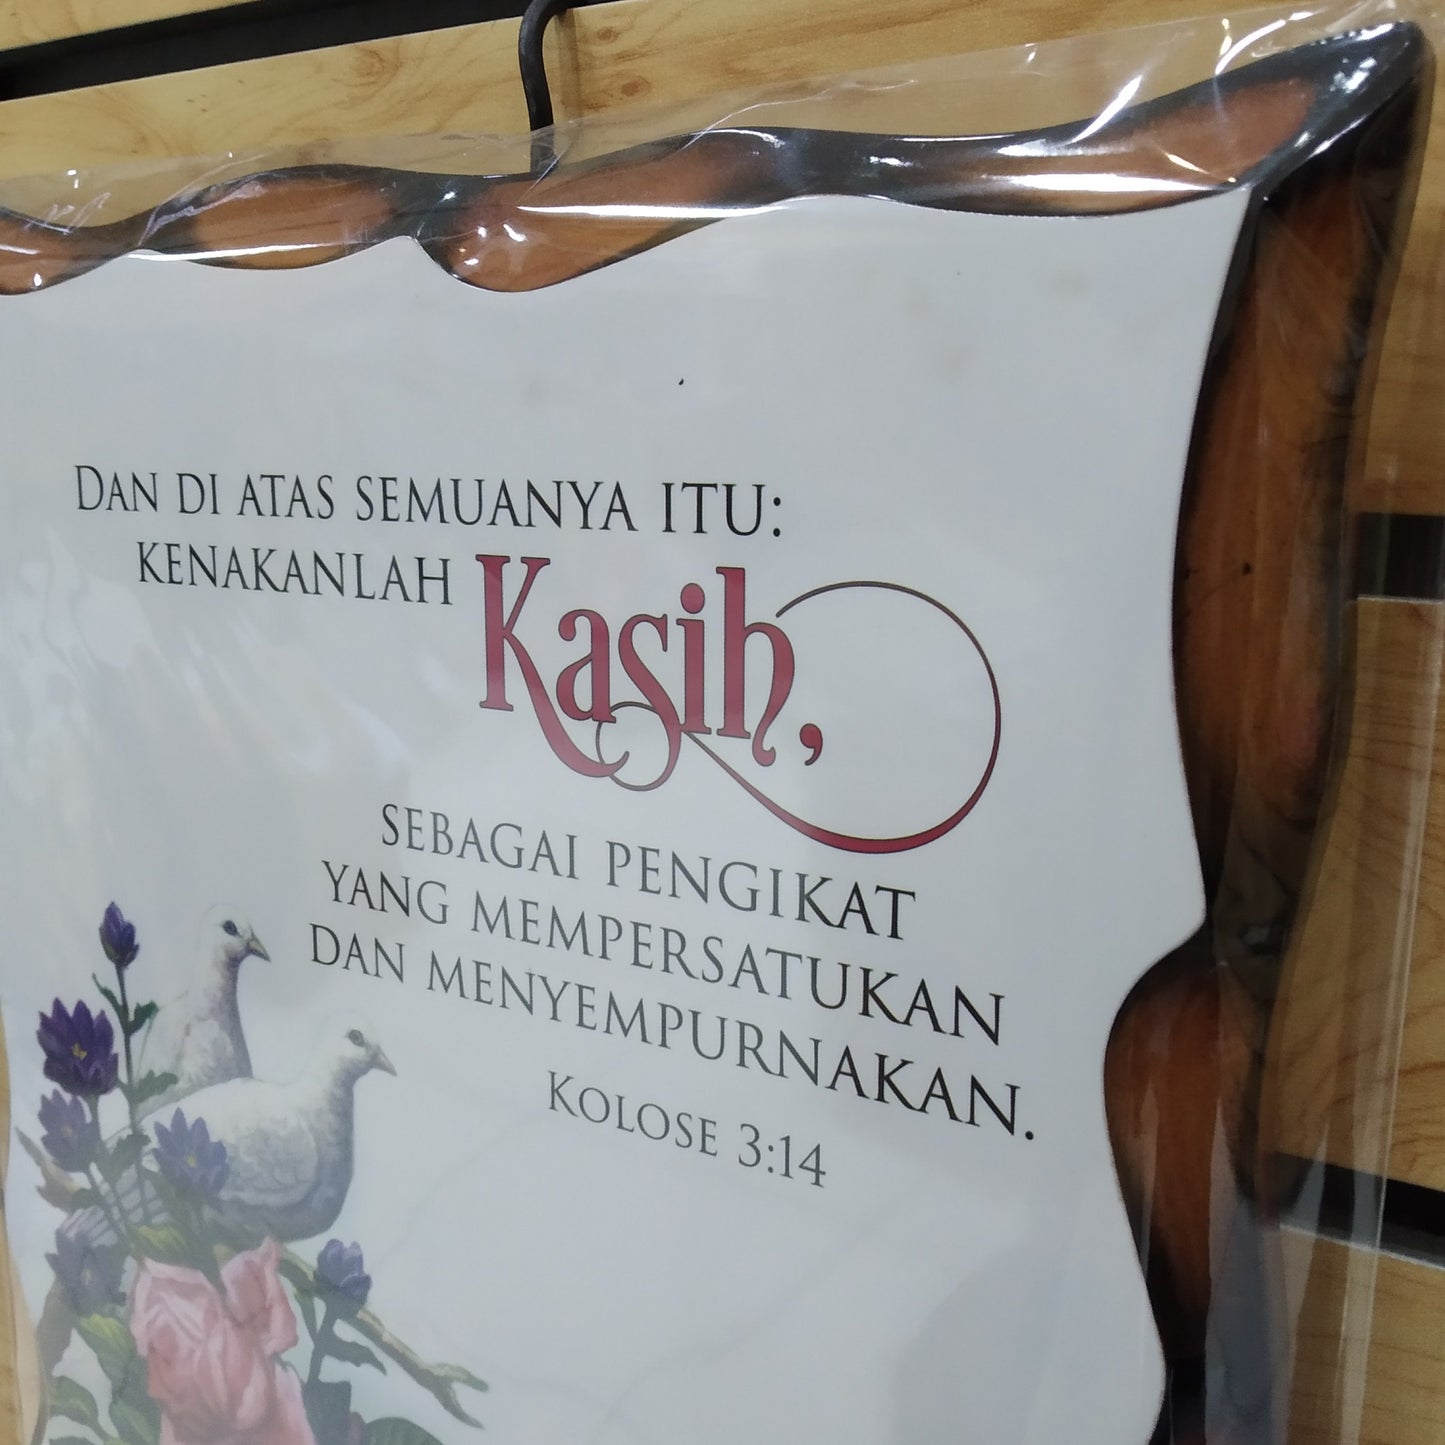 DAN DI ATAS SEMUANYA ITU:
KENAKANLAH Kasih,
SEBAGAI PENGIKAT
YANG MEMPERSATUKAN
DAN MENYEMPURNAKAN.
KOLOSE 3:14